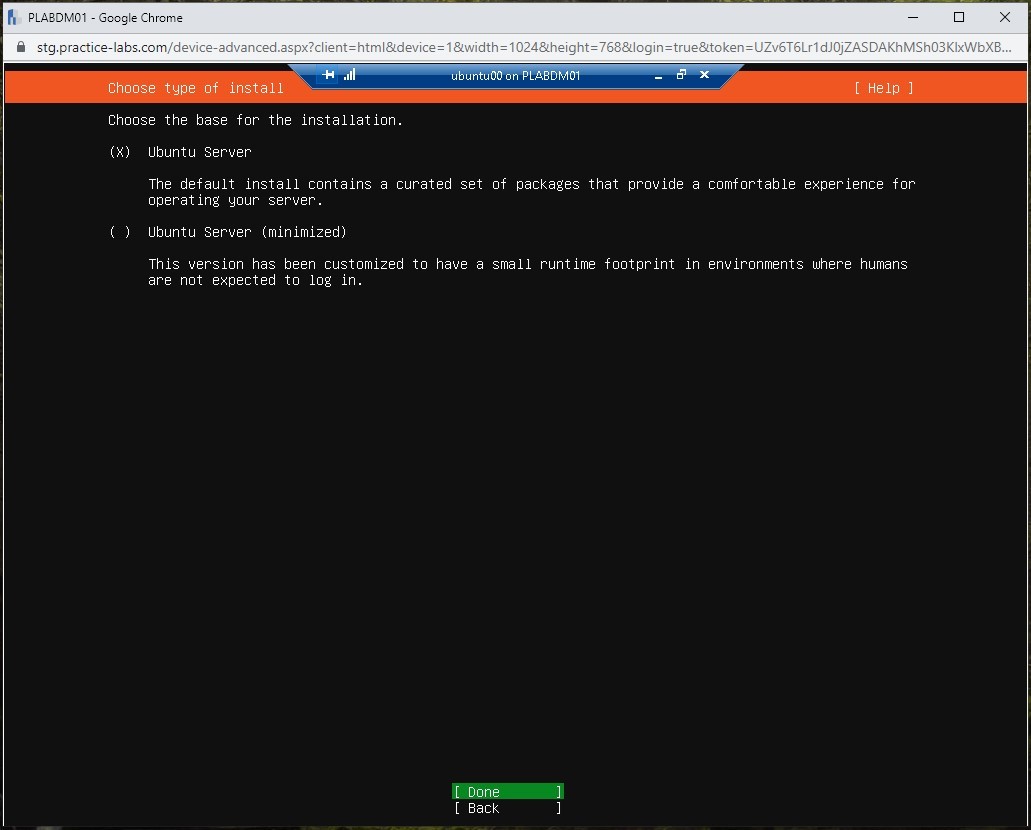 PLABDM01 - Google Chrome
stg.practice-labs.com/device-advanced.aspx?client=html&device=1&width=1024&height=768&login=true&token=UZv6T6Lr1dJ0jZASDAKhMSh03KlxWbXB...
ubuntu00 on PLABDM01
Choose type of install [ Help ]
Choose the base for the installation.
(X) Ubuntu Server
The default install contains a curated set of packages that provide a comfortable experience for
operating your server.
( ) Ubuntu Server (minimized)
This version has been customized to have a small runtime footprint in environments where humans
are not expected to log in.
[ Done ]
[ Back ]